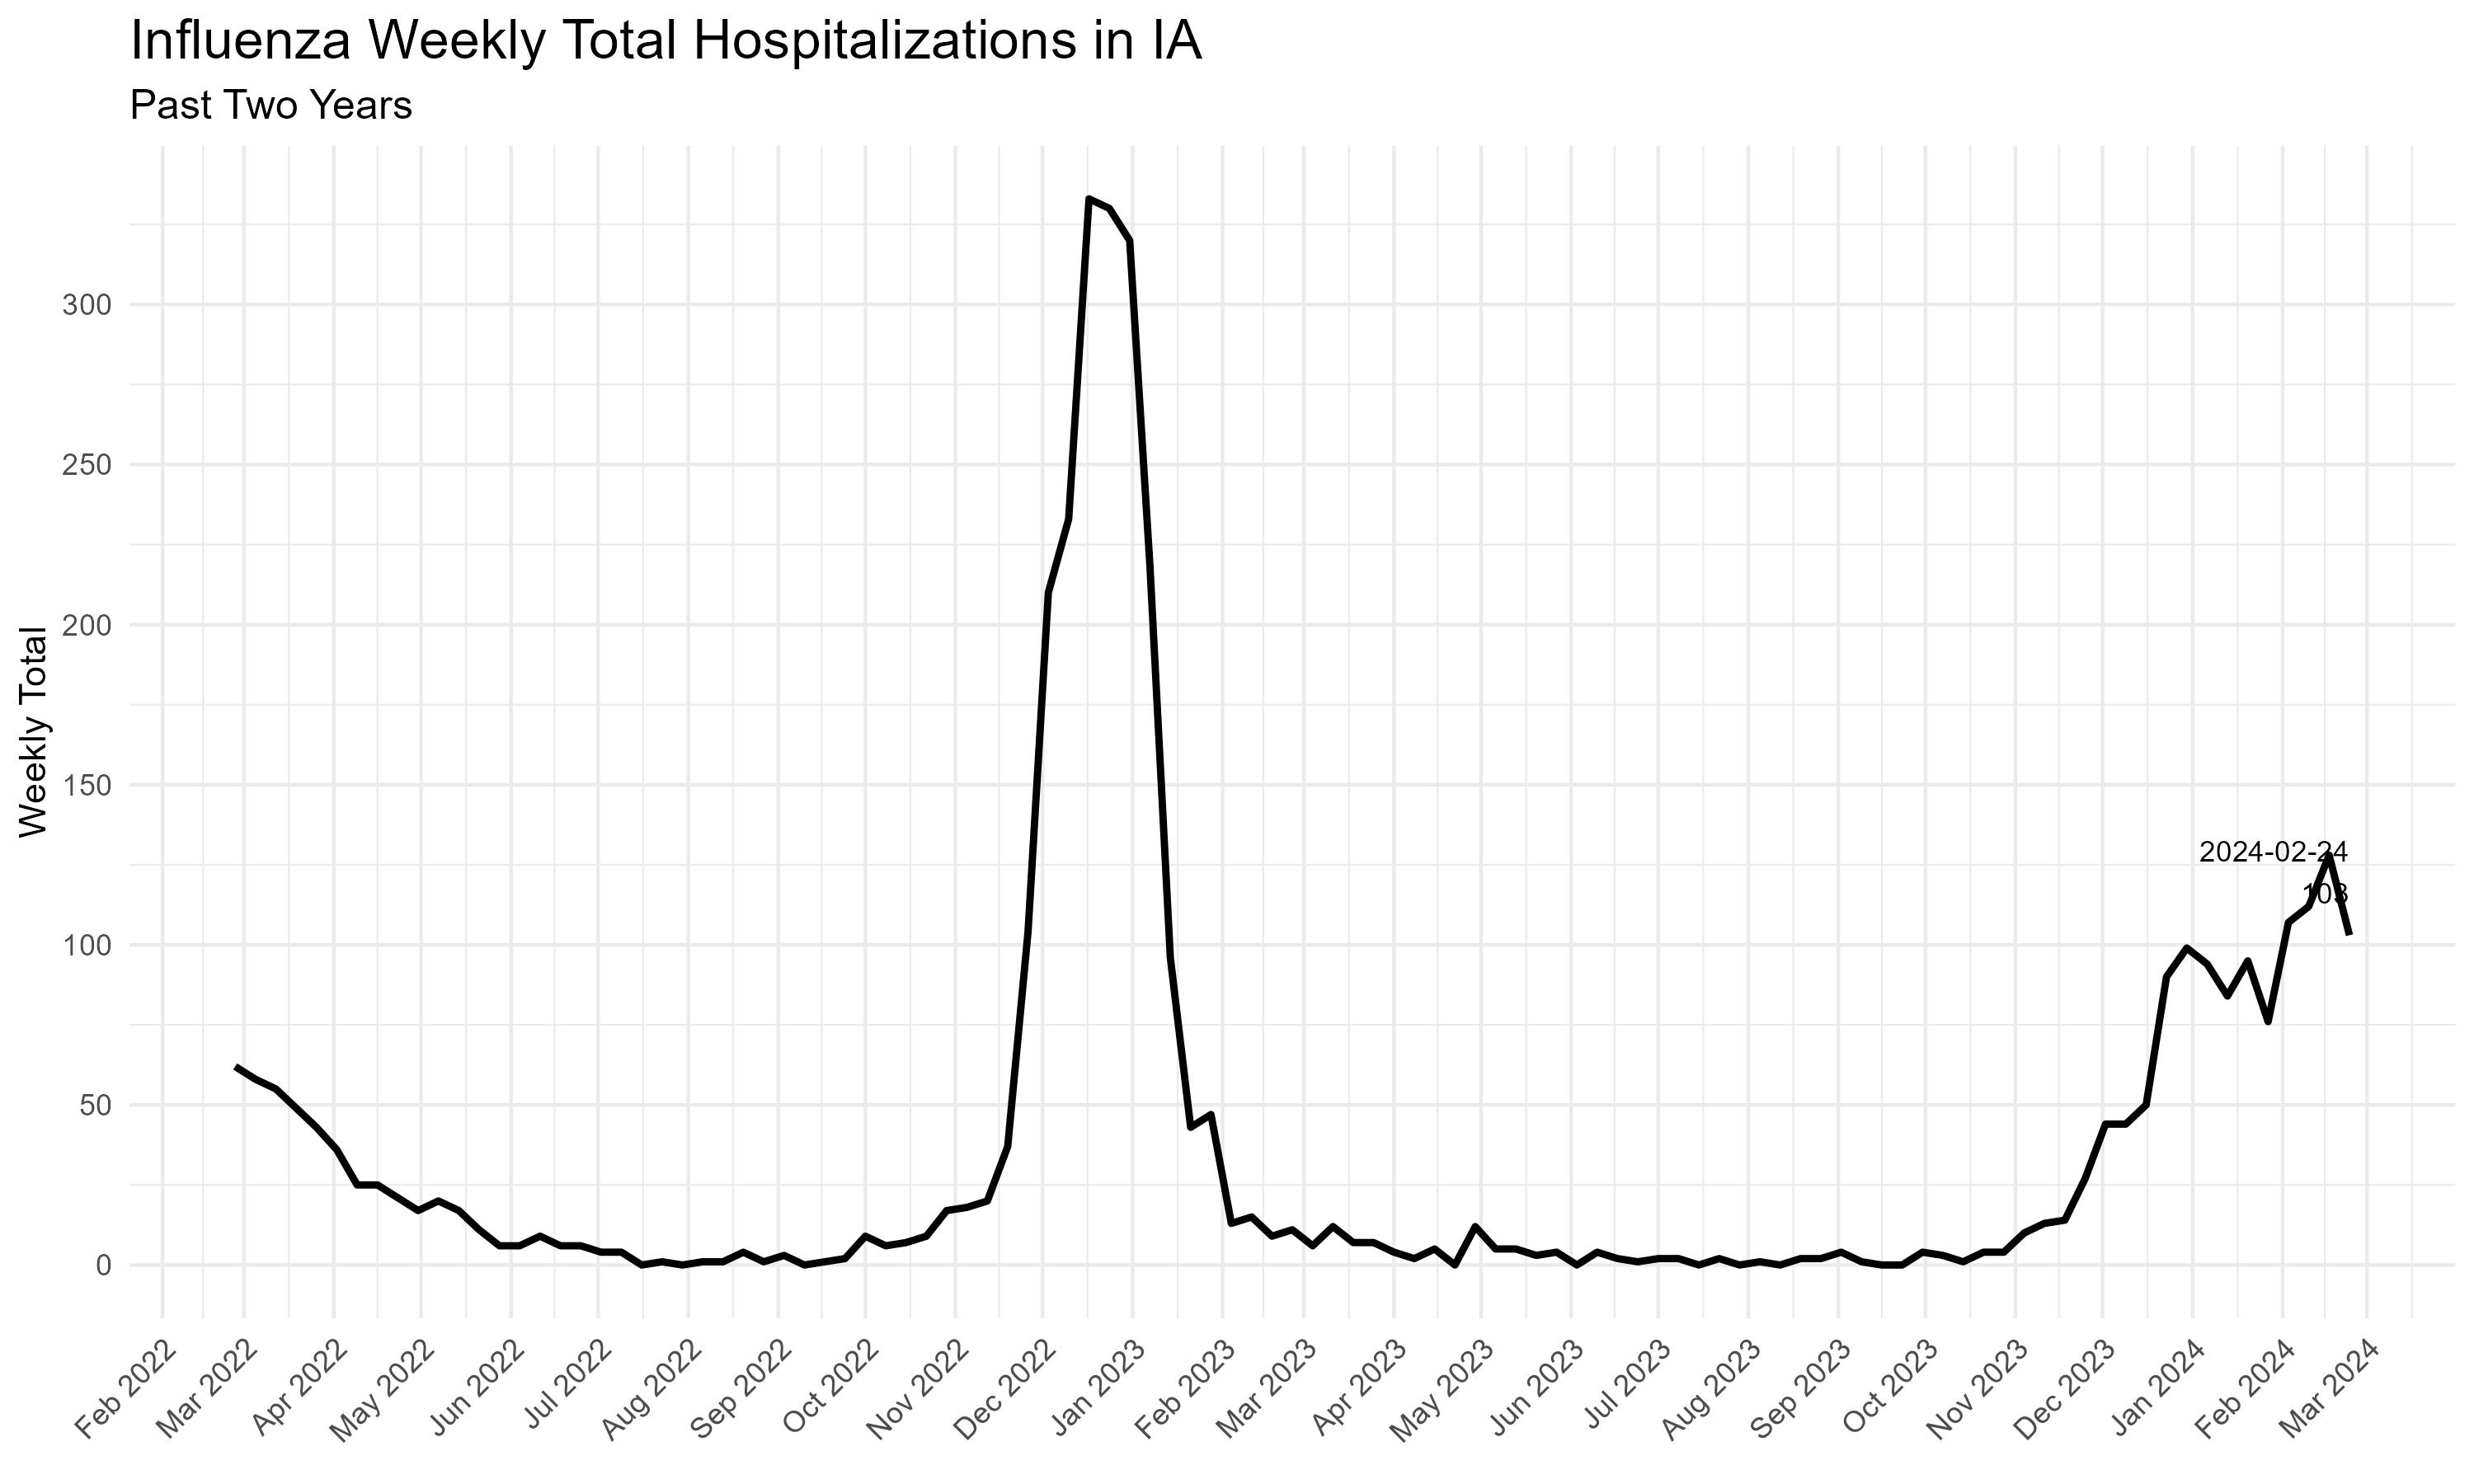 Influenza Weekly Total Hospitalizations in IA
Past Two Years
Weekly Total
300
250
200
150
100
50
0
2024-02-24
103
Feb 2022
Mar 2022
Apr 2022
May 2022
Jun 2022
Jul 2022
Aug 2022
Sep 2022
Oct 2022
Nov 2022
Dec 2022
Jan 2023
Feb 2023
Mar 2023
Apr 2023
May 2023
Jun 2023
Jul 2023
Aug 2023
Sep 2023
Oct 2023
Nov 2023
Dec 2023
Jan 2024
Feb 2024
Mar 2024